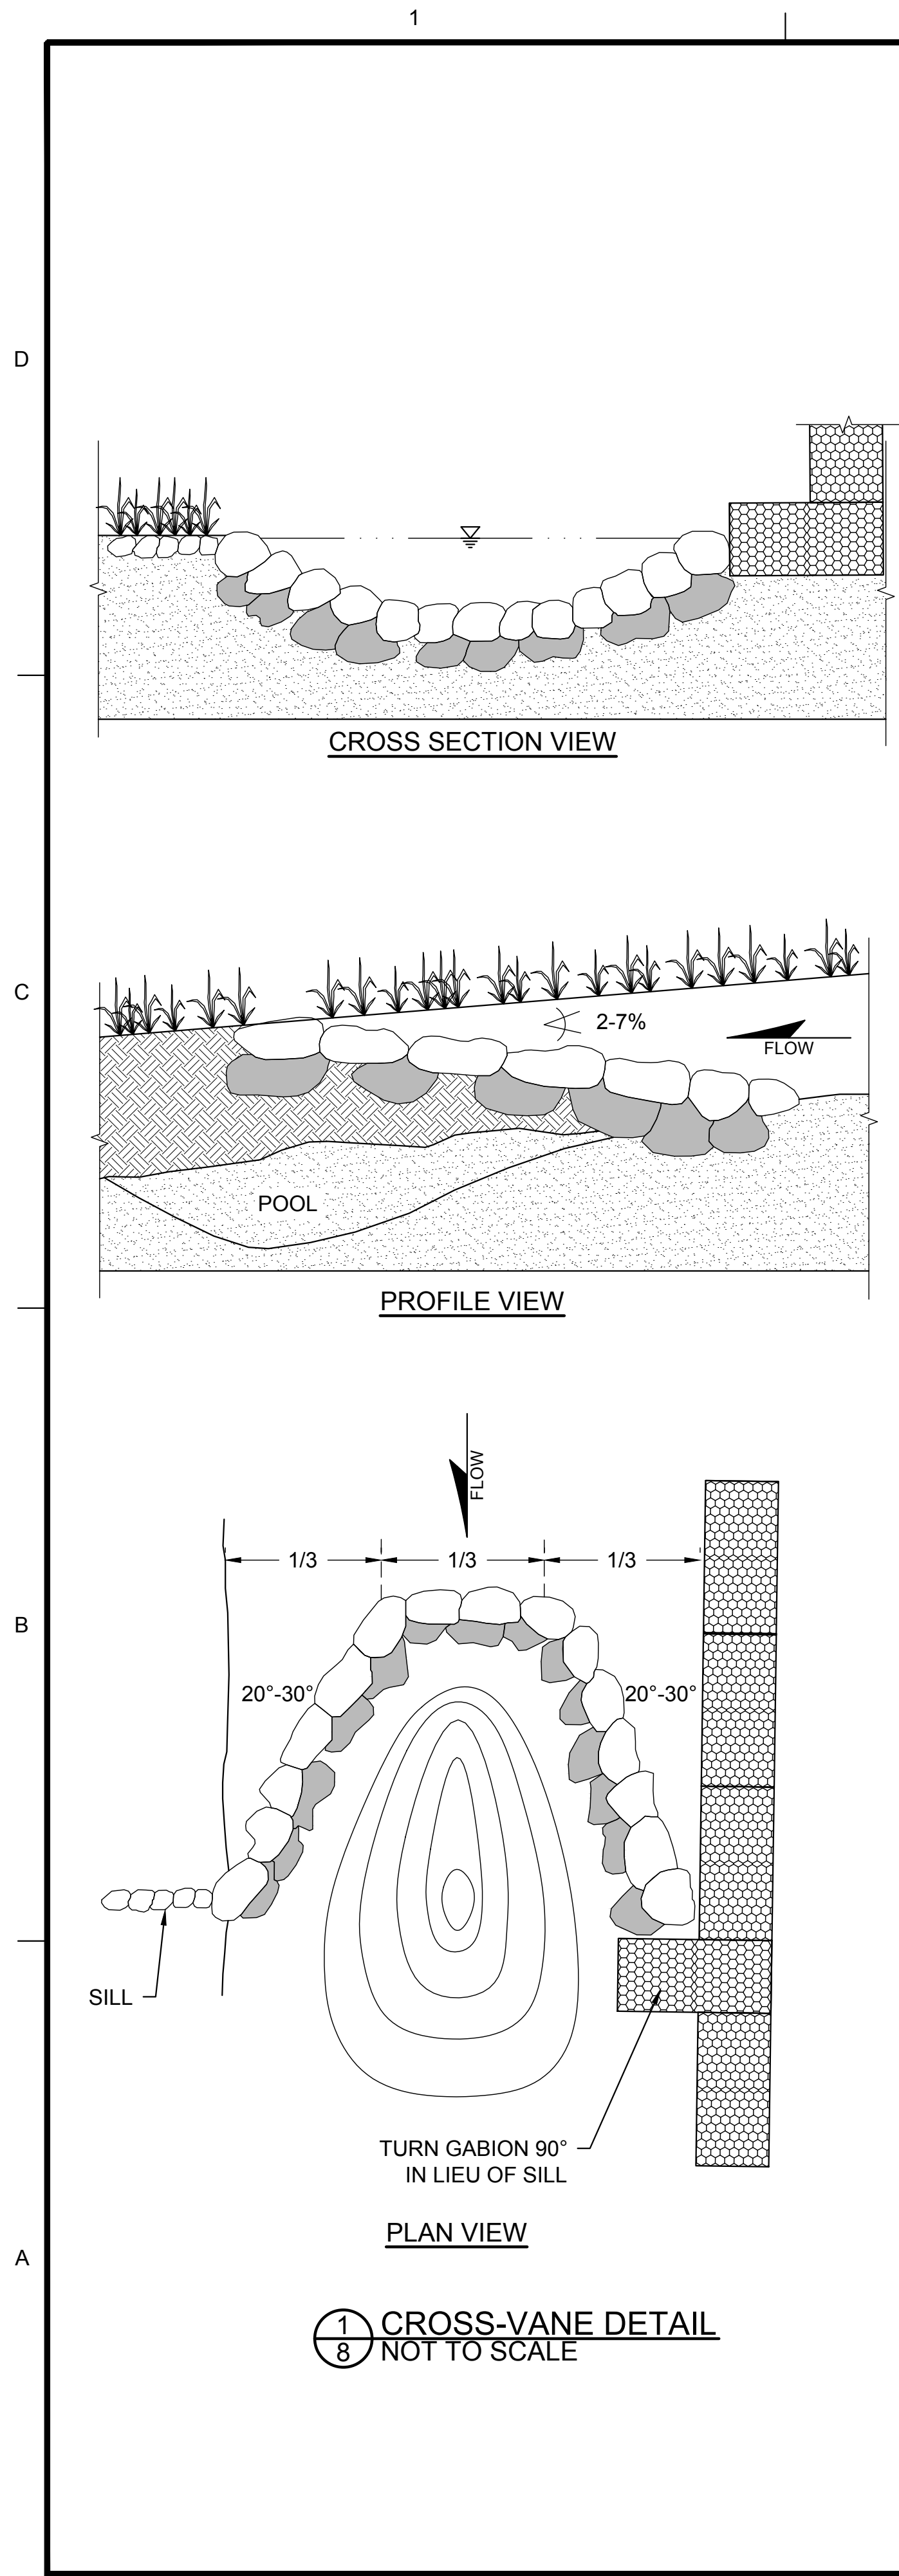 1
D
CROSS SECTION VIEW
C
2-7%
FLOW
POOL
PROFILE VIEW
FLOW
1/3
1/3
1/3
B
20°-30°
20°-30°
SILL
TURN GABION 90°
IN LIEU OF SILL
PLAN VIEW
A
1
8
CROSS-VANE DETAIL
NOT TO SCALE